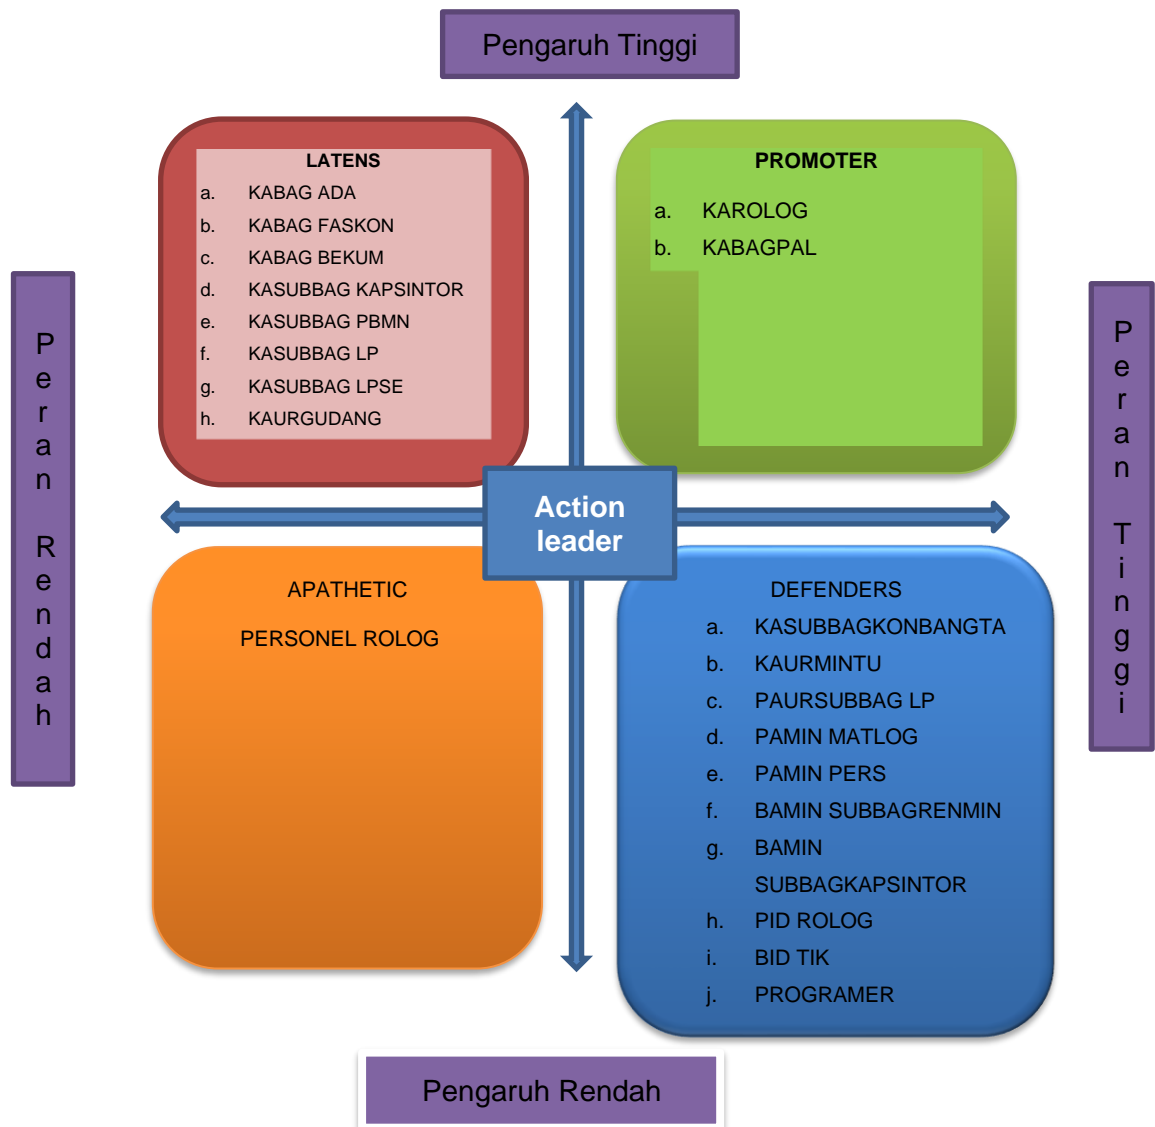 Pengaruh Tinggi
LATENS
a. KABAG ADA
b. KABAG FASKON
c. KABAG BEKUM
d. KASUBBAG KAPSINTOR
e. KASUBBAG PBMN
f. KASUBBAG LP
g. KASUBBAG LPSE
h. KAURGUDANG
PROMOTER
a. KAROLOG
b. KABAGPAL
Peran Rendah
Peran Tinggi
Action
leader
APATHETIC
PERSONEL ROLOG
DEFENDERS
a. KASUBBAGKONBANGTA
b. KAURMINTU
c. PAURSUBBAG LP
d. PAMIN MATLOG
e. PAMIN PERS
f. BAMIN SUBBAGRENMIN
g. BAMIN
SUBBAGKAPSINTOR
h. PID ROLOG
i. BID TIK
j. PROGRAMER
Pengaruh Rendah